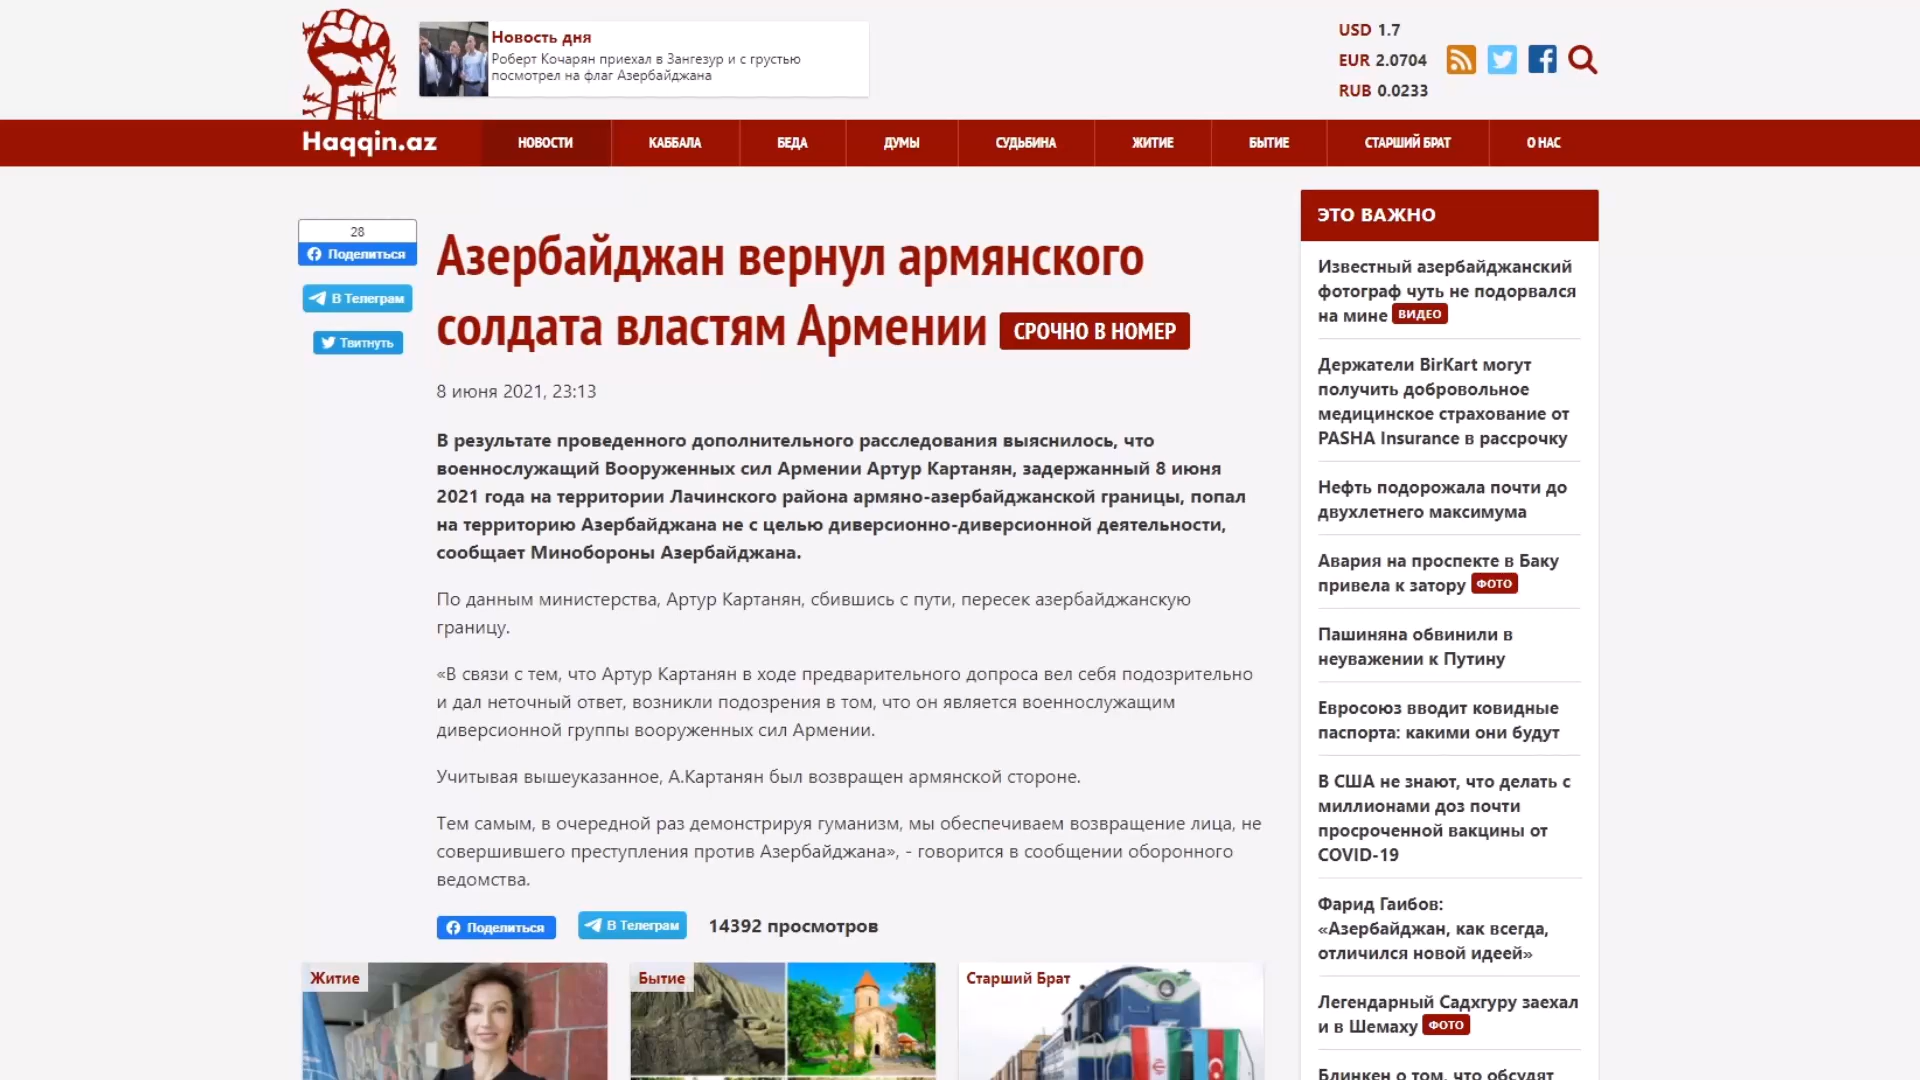 Новость дня
Роберт Кочарян приехал в Зангезур и с грустью
посмотрел на флаг Азербайджана
USD 1.7
EUR 2.0704
RUB 0.0233
Haqqin.az
НОВОСТИ
КАББАЛА
БЕДА
ДУМЫ
СУДЬБИНА
ЖИТИЕ
БЫТИЕ
СТАРШИЙ БРАТ
О НАС
28
Поделиться
В Телеграм
Твитнуть
Азербайджан вернул армянского
солдата властям Армении СРОЧНО В НОМЕР
8 июня 2021, 23:13
В результате проведенного дополнительного расследования выяснилось, что
военнослужащий Вооруженных сил Армении Артур Картанян, задержанный 8 июня
2021 года на территории Лачинского района армяно-азербайджанской границы, попал
на территорию Азербайджана не с целью диверсионно-диверсионной деятельности,
сообщает Минобороны Азербайджана.
По данным министерства, Артур Картанян, сбившись с пути, пересек азербайджанскую
границу.
«В связи с тем, что Артур Картанян в ходе предварительного допроса вел себя подозрительно
и дал неточный ответ, возникли подозрения в том, что он является военнослужащим
диверсионной группы вооруженных сил Армении.
Учитывая вышеуказанное, А.Картанян был возвращен армянской стороне.
Тем самым, в очередной раз демонстрируя гуманизм, мы обеспечиваем возвращение лица, не
совершившего преступления против Азербайджана», - говорится в сообщении оборонного
ведомства.
Поделиться
В Телеграм
14392 просмотров
Житие
Бытие
Старший Брат
ЭТО ВАЖНО
Известный азербайджанский
фотограф чуть не подорвался
на мине ВИДЕО
Держатели BirKart могут
получить добровольное
медицинское страхование от
PASHA Insurance в рассрочку
Нефть подорожала почти до
двухлетнего максимума
Авария на проспекте в Баку
привела к затору ФОТО
Пашиняна обвинили в
неуважении к Путину
Евросоюз вводит ковидные
паспорта: какими они будут
В США не знают, что делать с
миллионами доз почти
просроченной вакцины от
COVID-19
Фарид Гаибов:
«Азербайджан, как всегда,
отличился новой идеей»
Легендарный Садхгуру заехал
и в Шемаху ФОТО
Блинкен о том, что обсудят